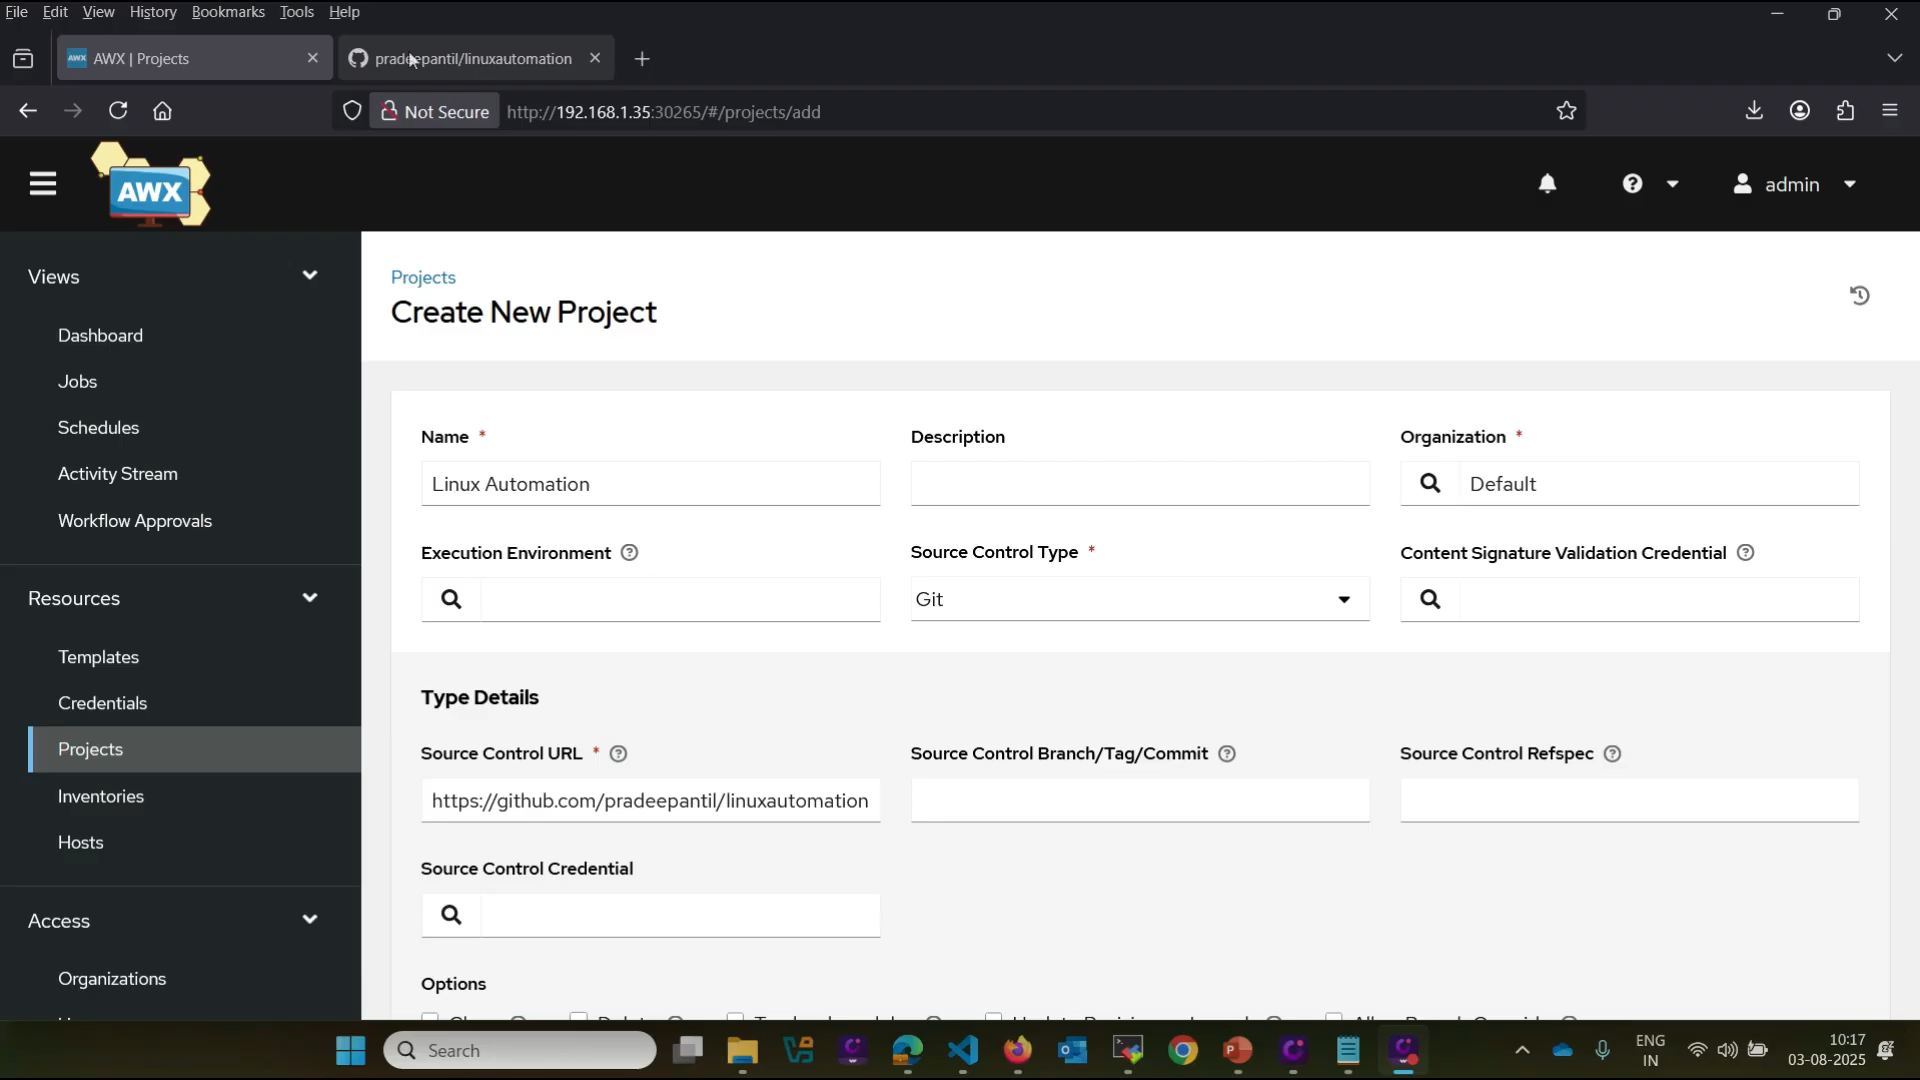 File Edit View History Bookmarks Tools Help
AWX | Projects
pradeepantil/linuxautomation
Not Secure http://192.168.1.35:30265/#/projects/add
AWX
admin
Views
Dashboard
Jobs
Schedules
Activity Stream
Workflow Approvals
Resources
Templates
Credentials
Projects
Inventories
Hosts
Access
Organizations
Projects
Create New Project
Name * Description Organization *
Linux Automation Default
Execution Environment Source Control Type * Content Signature Validation Credential
Git
Type Details
Source Control URL * Source Control Branch/Tag/Commit Source Control Refspec
https://github.com/pradeepantil/linuxautomation
Source Control Credential
Options
Search
ENG
IN
10:17
03-08-2025